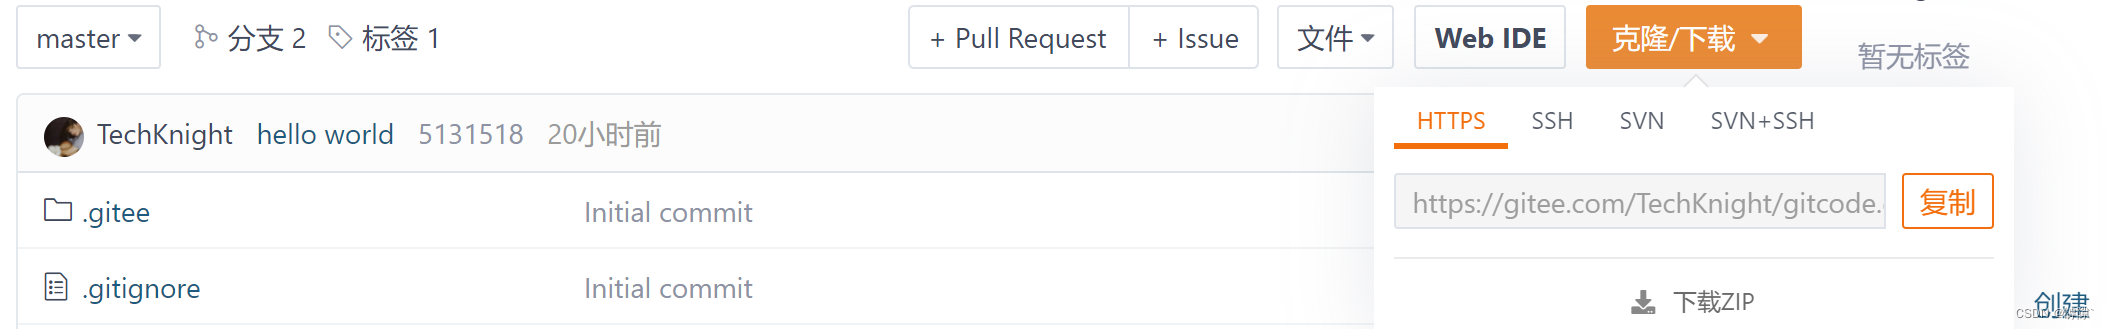 master 分支 2 标签 1 + Pull Request + Issue 文件 Web IDE 克隆/下载
暂无标签
HTTPS SSH SVN SVN+SSH
TechKnight hello world 5131518 20小时前
https://gitee.com/TechKnight/gitcode. 复制
.gitee Initial commit
.gitignore Initial commit
下载ZIP
创建
CSDN